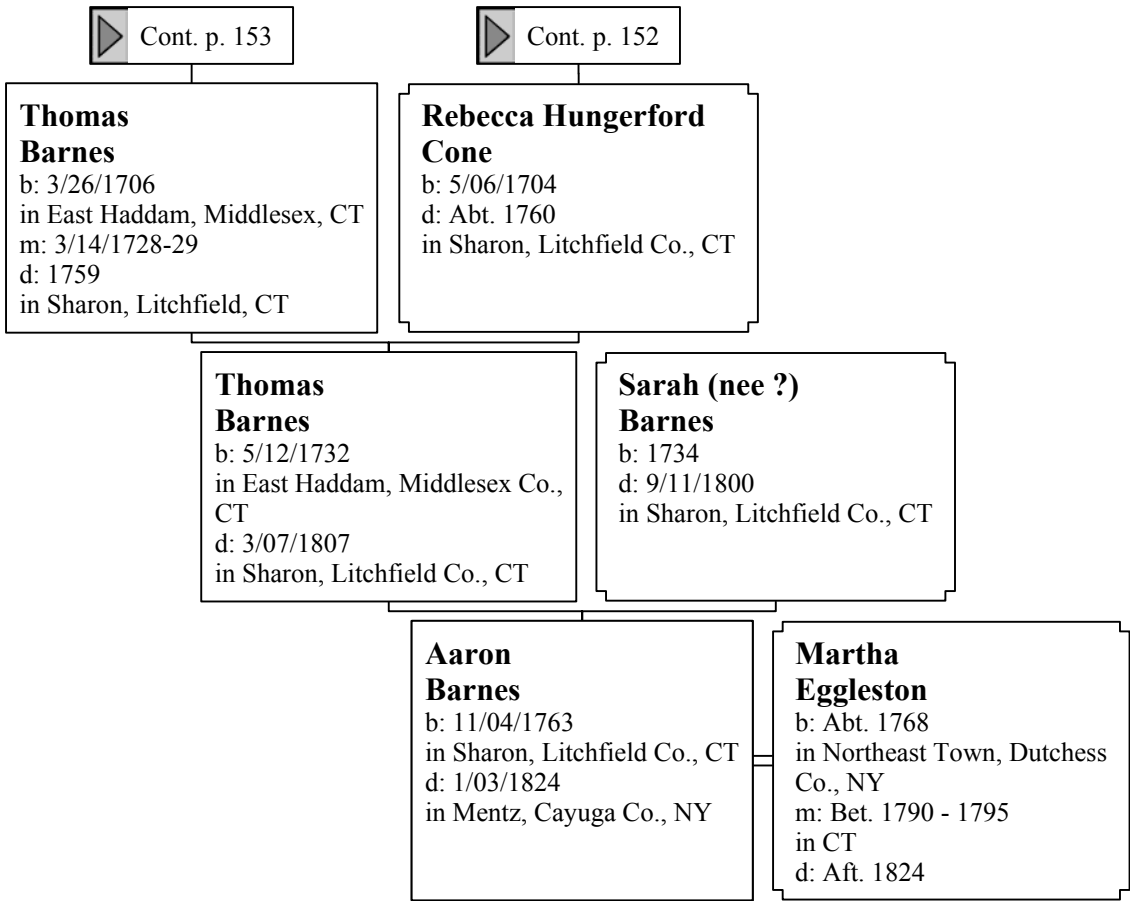 Cont. p. 153
Cont. p. 152
Thomas
Barnes
b: 3/26/1706
in East Haddam, Middlesex, CT
m: 3/14/1728-29
d: 1759
in Sharon, Litchfield, CT
Rebecca Hungerford
Cone
b: 5/06/1704
d: Abt. 1760
in Sharon, Litchfield Co., CT
Thomas
Barnes
b: 5/12/1732
in East Haddam, Middlesex Co.,
CT
d: 3/07/1807
in Sharon, Litchfield Co., CT
Sarah (nee ?)
Barnes
b: 1734
d: 9/11/1800
in Sharon, Litchfield Co., CT
Aaron
Barnes
b: 11/04/1763
in Sharon, Litchfield Co., CT
d: 1/03/1824
in Mentz, Cayuga Co., NY
Martha
Eggleston
b: Abt. 1768
in Northeast Town, Dutchess
Co., NY
m: Bet. 1790 - 1795
in CT
d: Aft. 1824